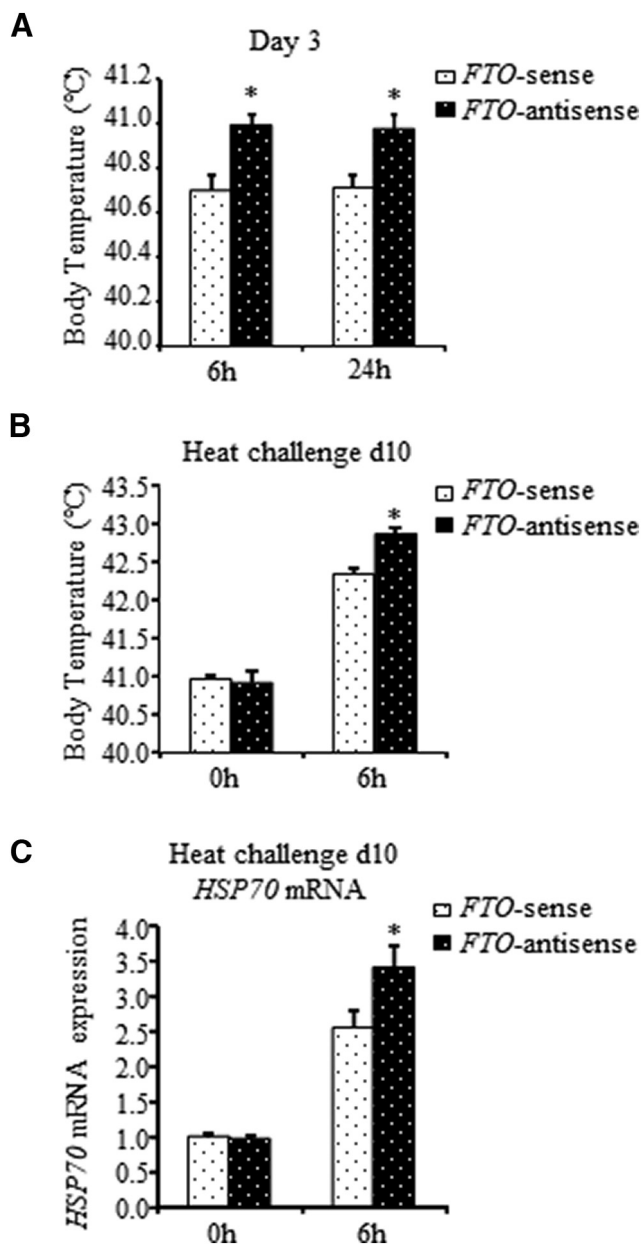 A
Day 3
Body Temperature (°C)
41.2
41.0
40.8
40.6
40.4
40.2
40.0
*
*
6h
24h
FTO-sense
FTO-antisense
B
Heat challenge d10
Body Temperature (°C)
43.5
43.0
42.5
42.0
41.5
41.0
40.5
40.0
*
0h
6h
FTO-sense
FTO-antisense
C
Heat challenge d10
HSP70 mRNA
HSP70 mRNA expression
4.0
3.5
3.0
2.5
2.0
1.5
1.0
0.5
0.0
*
0h
6h
FTO-sense
FTO-antisense